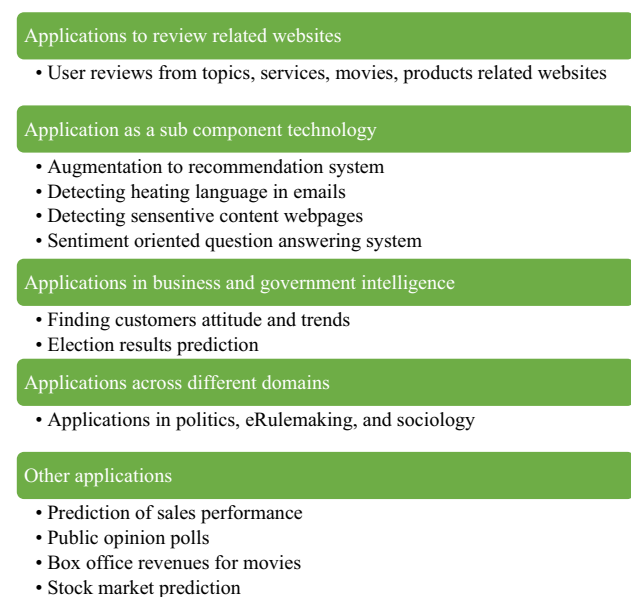 Applications to review related websites
• User reviews from topics, services, movies, products related websites
Application as a sub component technology
• Augmentation to recommendation system
• Detecting heating language in emails
• Detecting sensentive content webpages
• Sentiment oriented question answering system
Applications in business and government intelligence
• Finding customers attitude and trends
• Election results prediction
Applications across different domains
• Applications in politics, eRulemaking, and sociology
Other applications
• Prediction of sales performance
• Public opinion polls
• Box office revenues for movies
• Stock market prediction